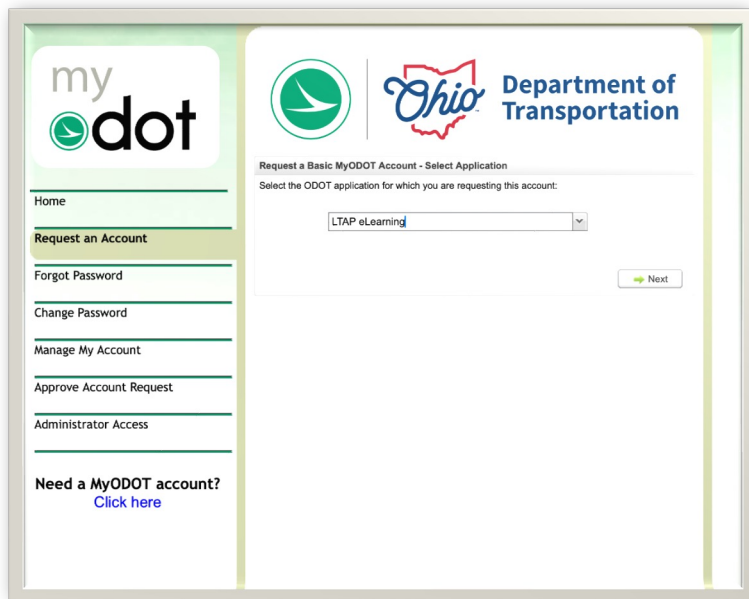 my
odot
Ohio
Department of
Transportation
Request a Basic MyODOT Account - Select Application
Select the ODOT application for which you are requesting this account:
LTAP eLearning
Next
Home
Request an Account
Forgot Password
Change Password
Manage My Account
Approve Account Request
Administrator Access
Need a MyODOT account?
Click here